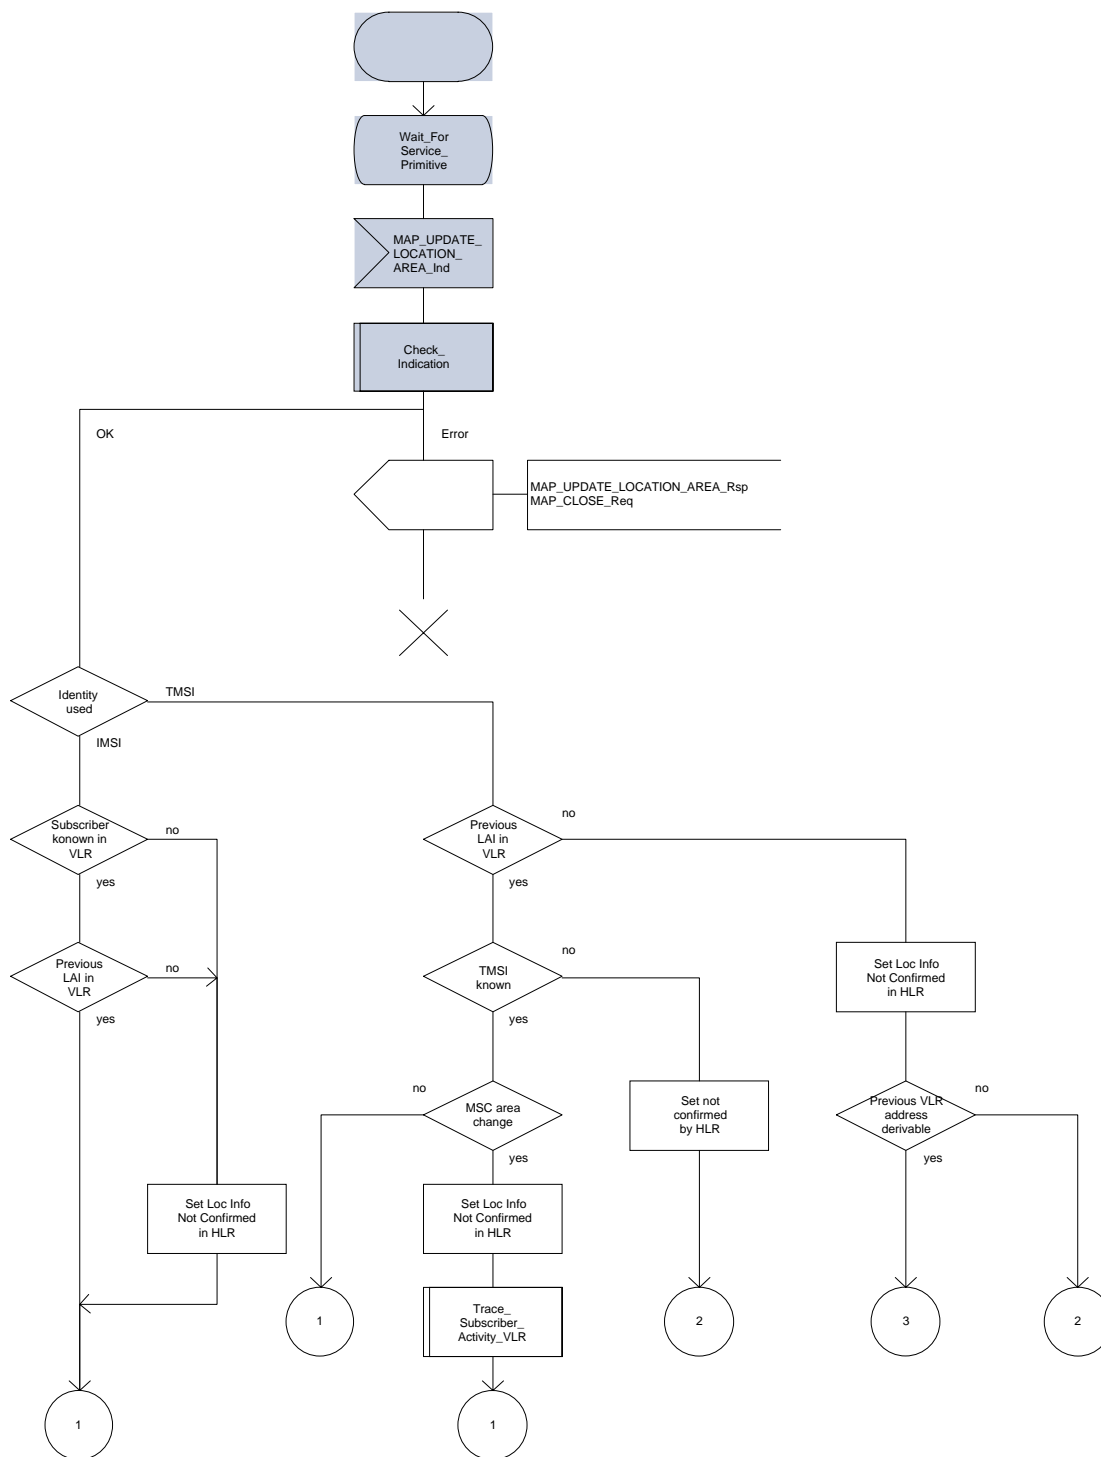 Wait_For
Service_
Primitive
MAP_UPDATE_
LOCATION_
AREA_Ind
Check_
Indication
OK
Error
MAP_UPDATE_LOCATION_AREA_Rsp
MAP_CLOSE_Req
Identity
used
TMSI
IMSI
Subscriber
konown in
VLR
no
yes
Previous
LAI in
VLR
no
yes
Previous
LAI in
VLR
no
yes
TMSI
known
no
yes
Set Loc Info
Not Confirmed
in HLR
MSC area
change
no
yes
Set not
confirmed
by HLR
Previous VLR
address
derivable
no
yes
Set Loc Info
Not Confirmed
in HLR
Set Loc Info
Not Confirmed
in HLR
1
Trace_
Subscriber_
Activity_VLR
2
3
2
1
1